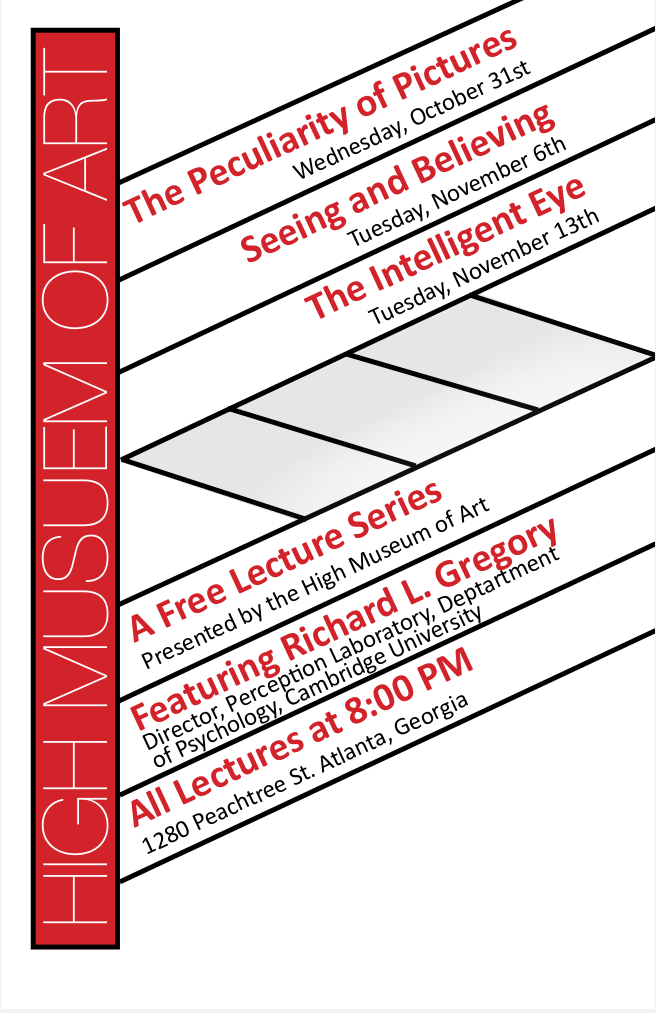 HIGH MUSUEM OF ART
The Peculiarity of Pictures
Wednesday, October 31st
Seeing and Believing
Tuesday, November 6th
The Intelligent Eye
Tuesday, November 13th
A Free Lecture Series
Presented by the High Museum of Art
Featuring Richard L. Gregory
Director, Perception Laboratory, Deptartment
of Psychology, Cambridge University
All Lectures at 8:00 PM
1280 Peachtree St. Atlanta, Georgia